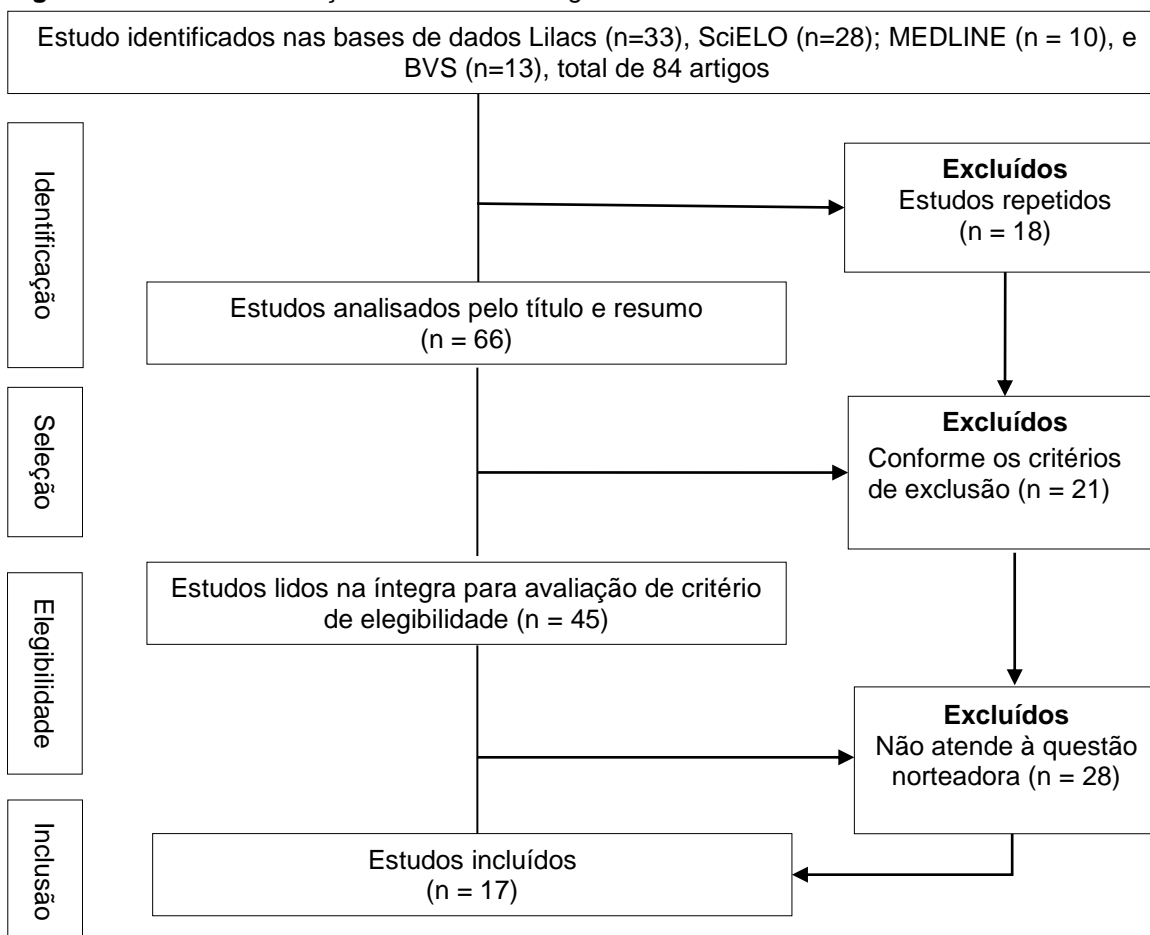 Estudo identificados nas bases de dados Lilacs (n=33), SciELO (n=28); MEDLINE (n = 10), e
BVS (n=13), total de 84 artigos
Identificação
Excluídos
Estudos repetidos
(n = 18)
Estudos analisados pelo título e resumo
(n = 66)
Seleção
Excluídos
Conforme os critérios
de exclusão (n = 21)
Elegibilidade
Estudos lidos na íntegra para avaliação de critério
de elegibilidade (n = 45)
Excluídos
Não atende à questão
norteadora (n = 28)
Inclusão
Estudos incluídos
(n = 17)